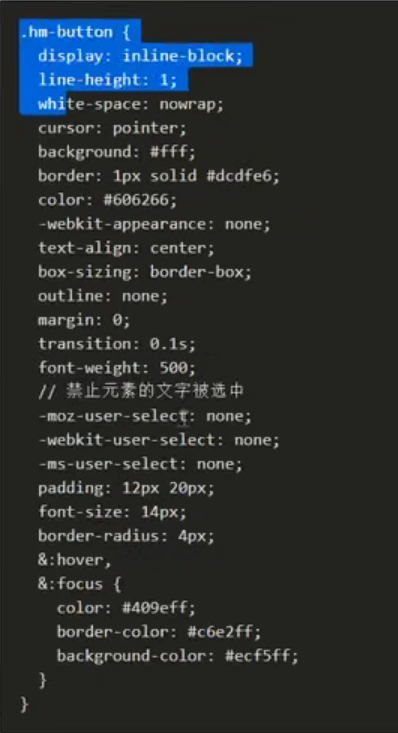 .hm-button {
display: inline-block;
line-height: 1;
white-space: nowrap;
cursor: pointer;
background: #fff;
border: 1px solid #dcdfe6;
color: #606266;
-webkit-appearance: none;
text-align: center;
box-sizing: border-box;
outline: none;
margin: 0;
transition: 0.1s;
font-weight: 500;
// 禁止元素的文字被选中
-moz-user-select: none;
-webkit-user-select: none;
-ms-user-select: none;
padding: 12px 20px;
font-size: 14px;
border-radius: 4px;
&:hover,
&:focus {
color: #409eff;
border-color: #c6e2ff;
background-color: #ecf5ff;
}
}